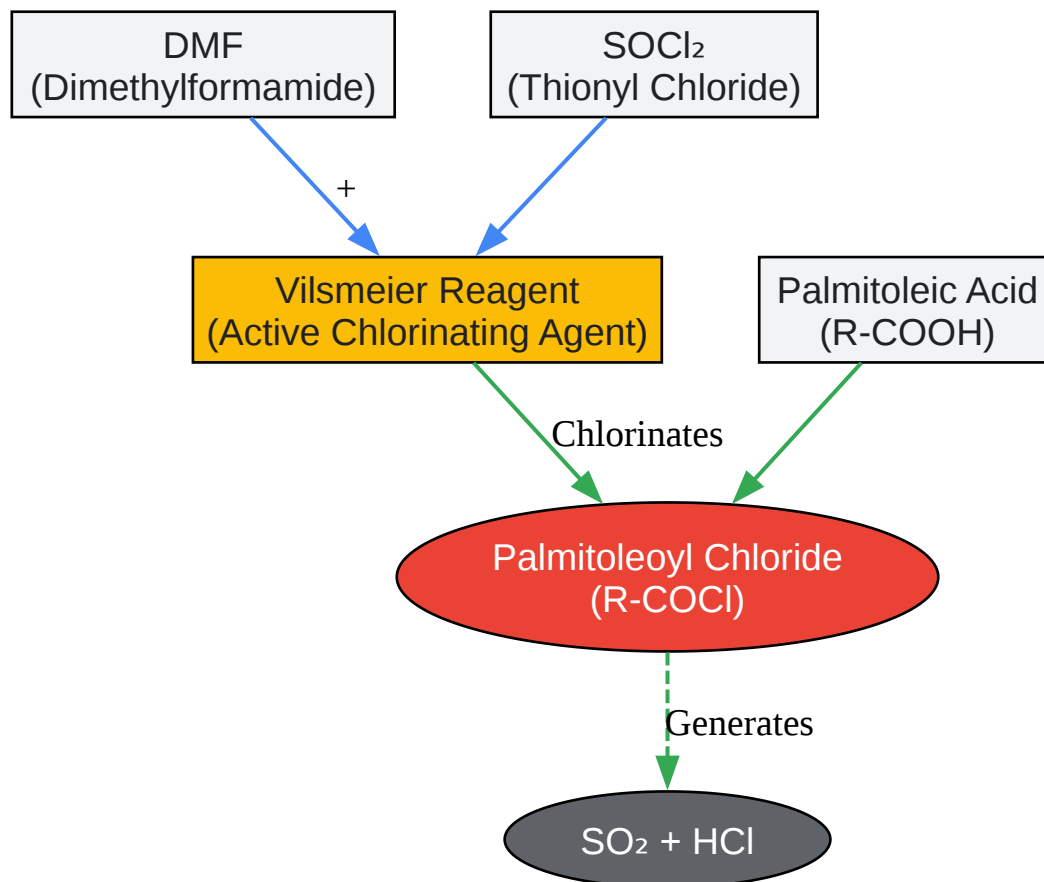 DMF
(Dimethylformamide)
SOCl₂
(Thionyl Chloride)
+
Vilsmeier Reagent
(Active Chlorinating Agent)
Palmitoleic Acid
(R-COOH)
Chlorinates
Palmitoleoyl Chloride
(R-COCl)
Generates
SO₂ + HCl